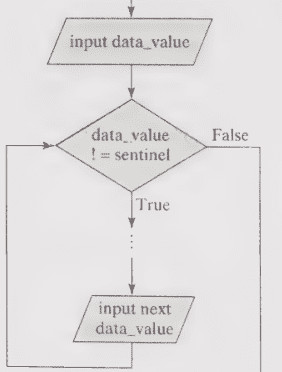 input data_value
data_value
! = sentinel
False
True
input next
data_value